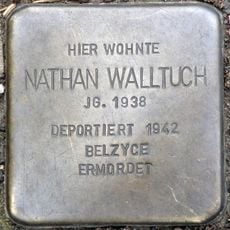 HIER WOHNTE
NATHAN WALLTUCH
JG. 1938
DEPORTIERT 1942
BELZYCE
ERMORDET